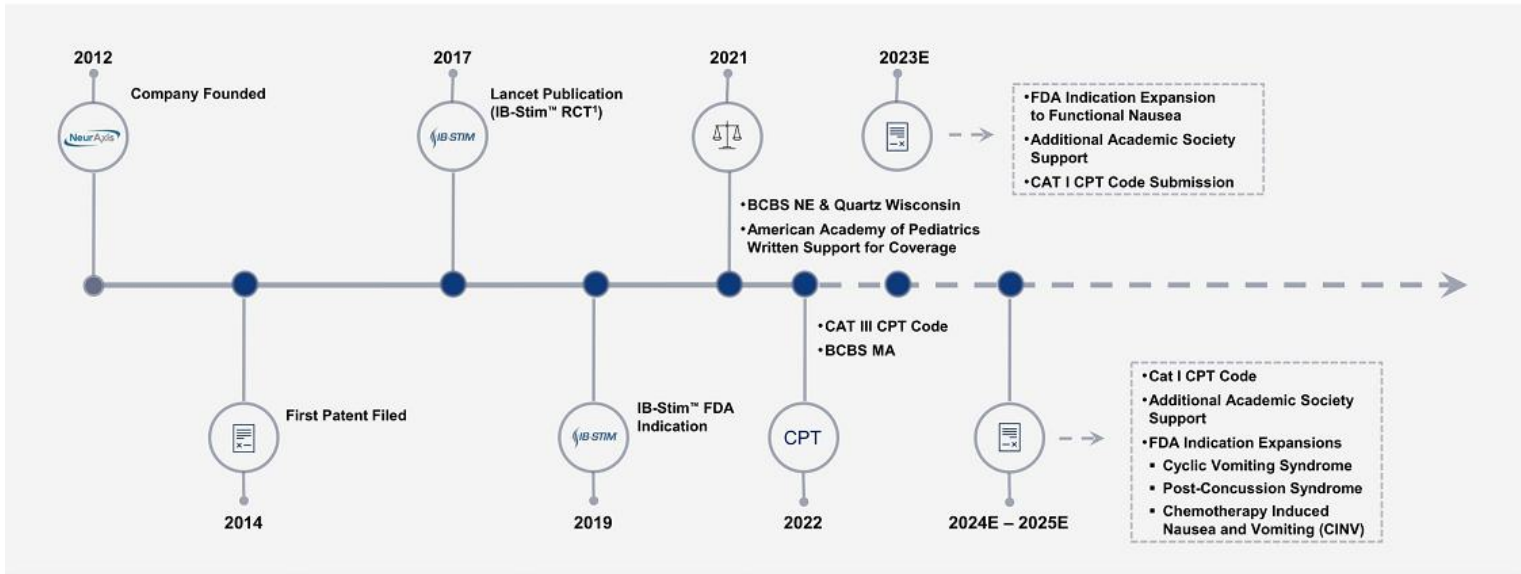 2012
Company Founded
NeurAxis
2017
Lancet Publication
(IB-Stim™ RCT¹)
IB-STIM
2021
•BCBS NE & Quartz Wisconsin
•American Academy of Pediatrics
Written Support for Coverage
2023E
•FDA Indication Expansion
to Functional Nausea
•Additional Academic Society
Support
•CAT I CPT Code Submission
First Patent Filed
2014
IB-Stim™ FDA
Indication
IB-STIM
2019
•CAT III CPT Code
•BCBS MA
CPT
2022
2024E – 2025E
•Cat I CPT Code
•Additional Academic Society
Support
•FDA Indication Expansions
▪ Cyclic Vomiting Syndrome
▪ Post-Concussion Syndrome
▪ Chemotherapy Induced
Nausea and Vomiting (CINV)